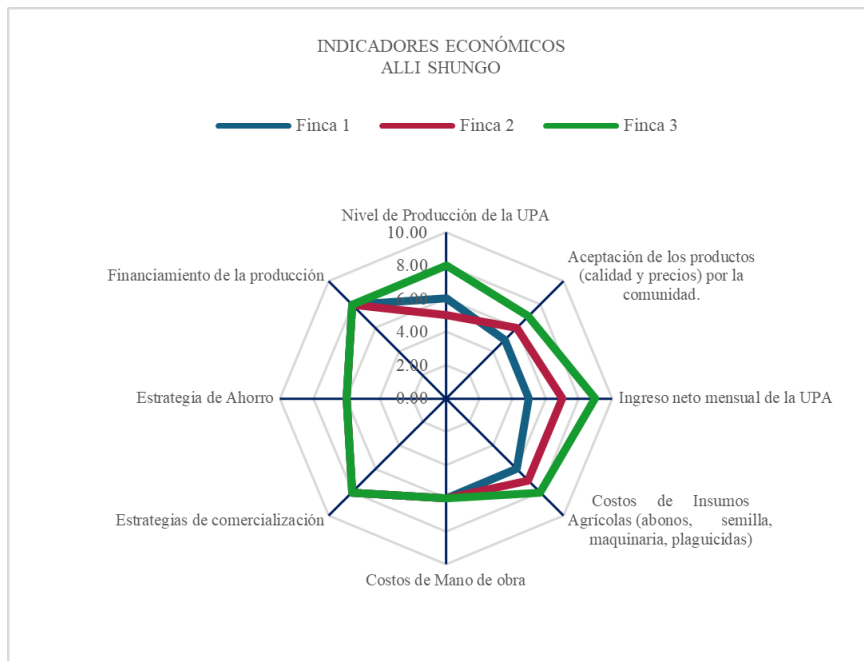 INDICADORES ECONÓMICOS
ALLI SHUNGO
Finca 1 Finca 2 Finca 3
Nivel de Producción de la UPA
10.00
8.00
6.00
4.00
2.00
0.00
Aceptación de los productos
(calidad y precios) por la
comunidad.
Ingreso neto mensual de la UPA
Costos de Insumos
Agrícolas (abonos, semilla,
maquinaria, plaguicidas)
Costos de Mano de obra
Estrategias de comercialización
Estrategia de Ahorro
Financiamiento de la producción